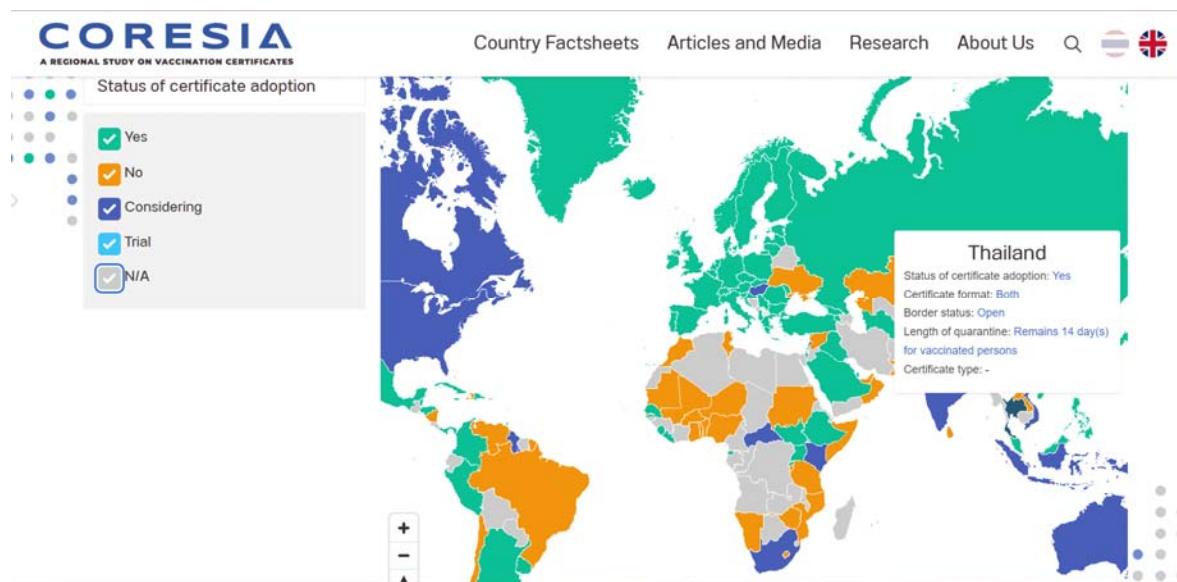 CORESIA
A REGIONAL STUDY ON VACCINATION CERTIFICATES
Country Factsheets Articles and Media Research About Us
Status of certificate adoption
Yes
No
Considering
Trial
N/A
Thailand
Status of certificate adoption: Yes
Certificate format: Both
Border status: Open
Length of quarantine: Remains 14 day(s)
for vaccinated persons
Certificate type: -
+
−